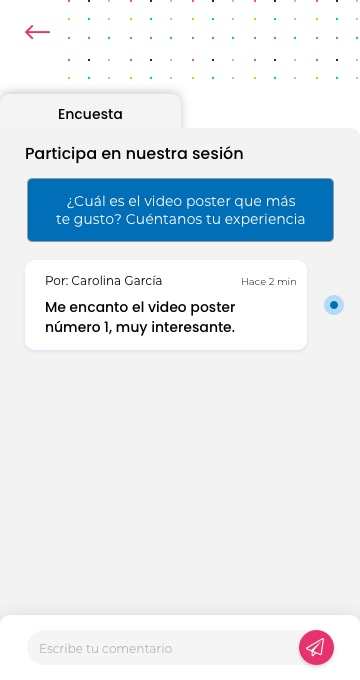 Encuesta
Participa en nuestra sesión
¿Cuál es el video poster que más
te gusto? Cuéntanos tu experiencia
Por: Carolina García
Hace 2 min
Me encanto el video poster
número 1, muy interesante.
Escribe tu comentario